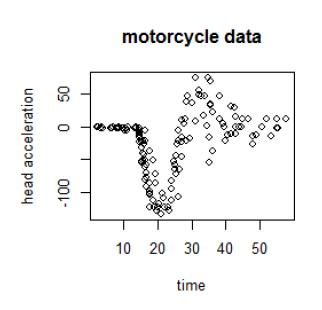 motorcycle data
head acceleration
50
0
-100
10 20 30 40 50
time